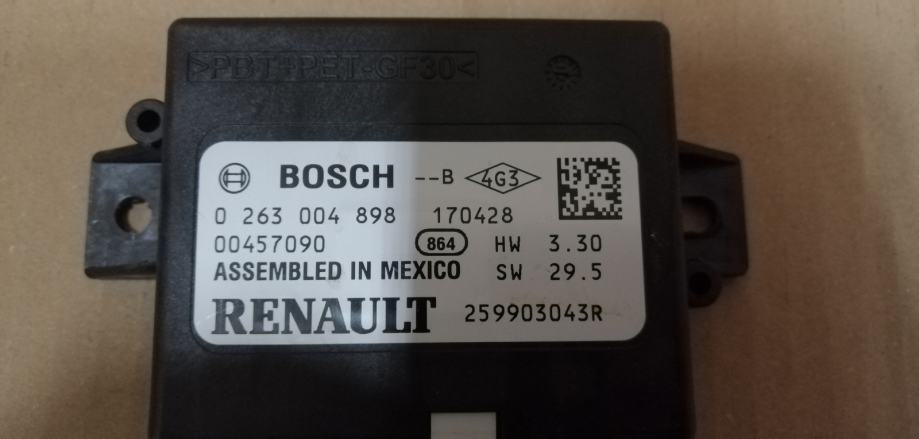 >PBT+PET-GF30<
BOSCH --B 4G3
0 263 004 898 170428
00457090 864 HW 3.30
ASSEMBLED IN MEXICO SW 29.5
RENAULT 259903043R